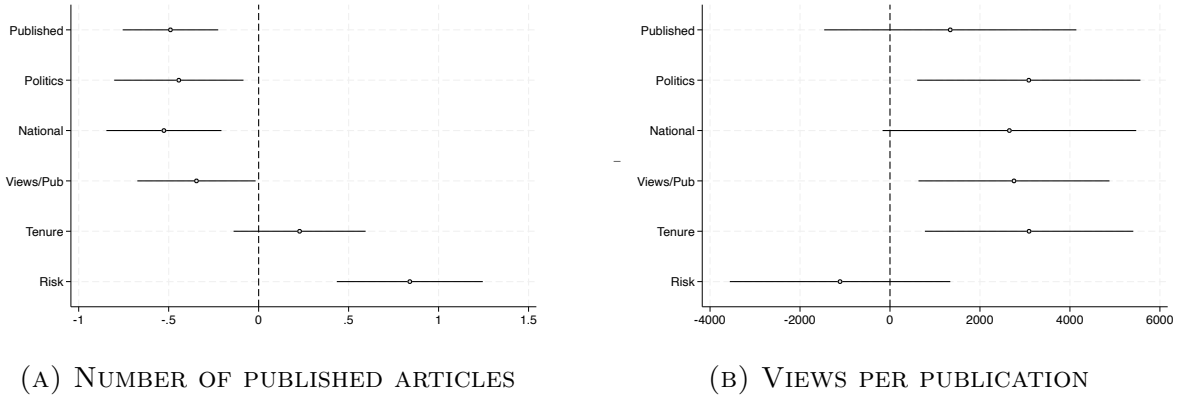 Published
Politics
National
Views/Pub
Tenure
Risk
-1 -.5 0 .5 1 1.5
(A) NUMBER OF PUBLISHED ARTICLES
Published
Politics
National
Views/Pub
Tenure
Risk
-4000 -2000 0 2000 4000 6000
(B) VIEWS PER PUBLICATION